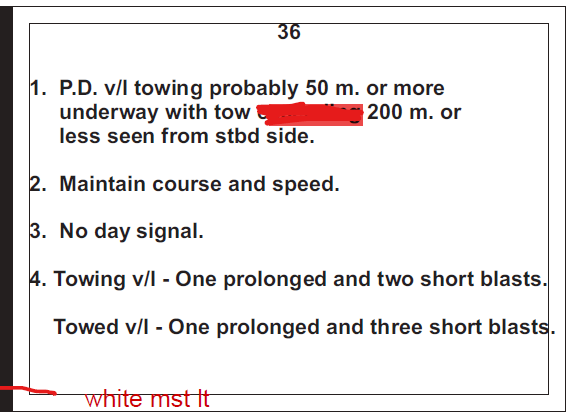 36
1. P.D. v/l towing probably 50 m. or more
underway with tow 200 m. or
less seen from stbd side.
2. Maintain course and speed.
3. No day signal.
4. Towing v/l - One prolonged and two short blasts.
Towed v/l - One prolonged and three short blasts.
white mst lt